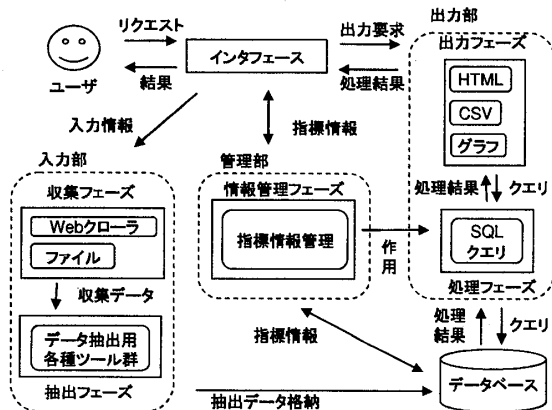 リクエスト
ユーザ
結果
インタフェース
出力要求
処理結果
出力部
出力フェーズ
HTML
CSV
グラフ
入力情報
指標情報
入力部
収集フェーズ
Webクローラ
ファイル
収集データ
データ抽出用
各種ツール群
抽出フェーズ
管理部
情報管理フェーズ
指標情報管理
作用
処理結果
クエリ
SQL
クエリ
処理フェーズ
指標情報
処理
結果
クエリ
抽出データ格納
データベース